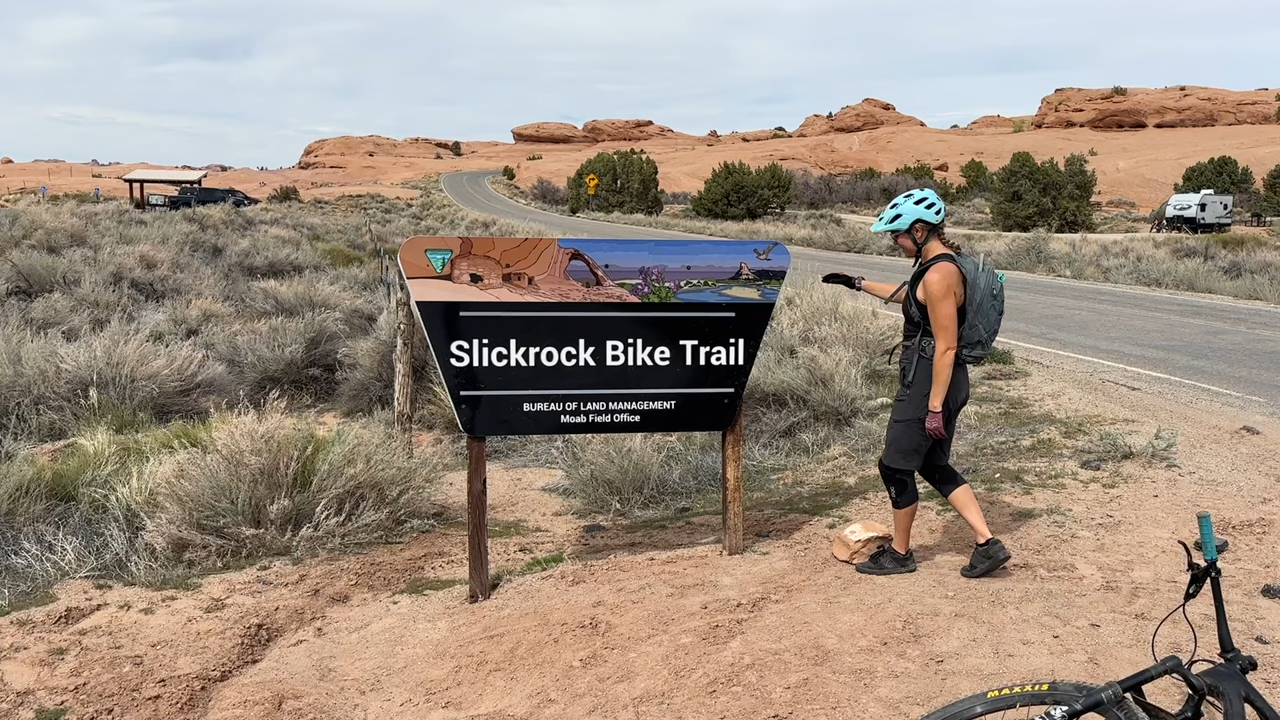 Slickrock Bike Trail
BUREAU OF LAND MANAGEMENT
Moab Field Office
MAXXIS